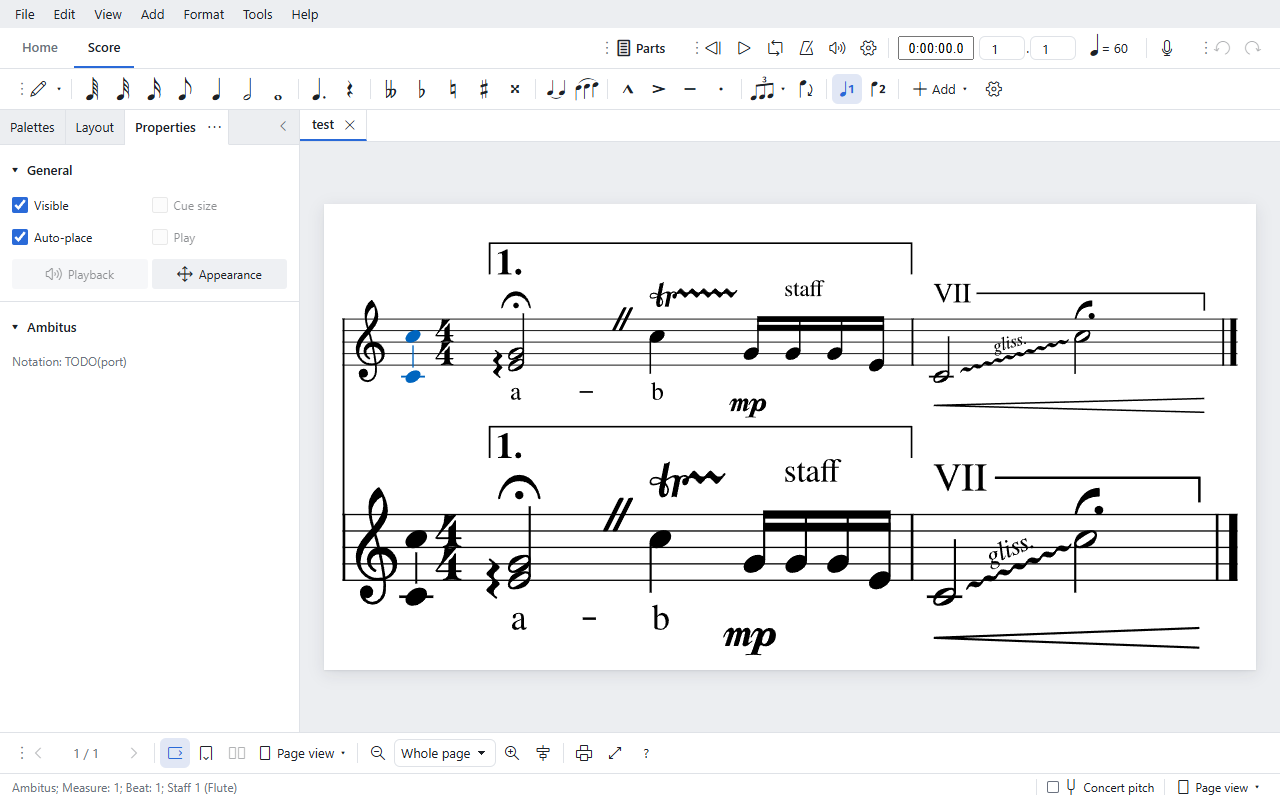 File Edit View Add Format Tools Help
Home Score Parts 0:00:00.0 1 . 1 = 60
3 1 2 Add
Palettes Layout Properties ... test
General
Visible Cue size
Auto-place Play
Playback Appearance
Ambitus
Notation: TODO(port)
1.
tr staff VII
gliss.
a - b
mp
1.
tr staff VII
gliss.
a - b
mp
1 / 1 Page view Whole page ?
Ambitus; Measure: 1; Beat: 1; Staff 1 (Flute) Concert pitch Page view